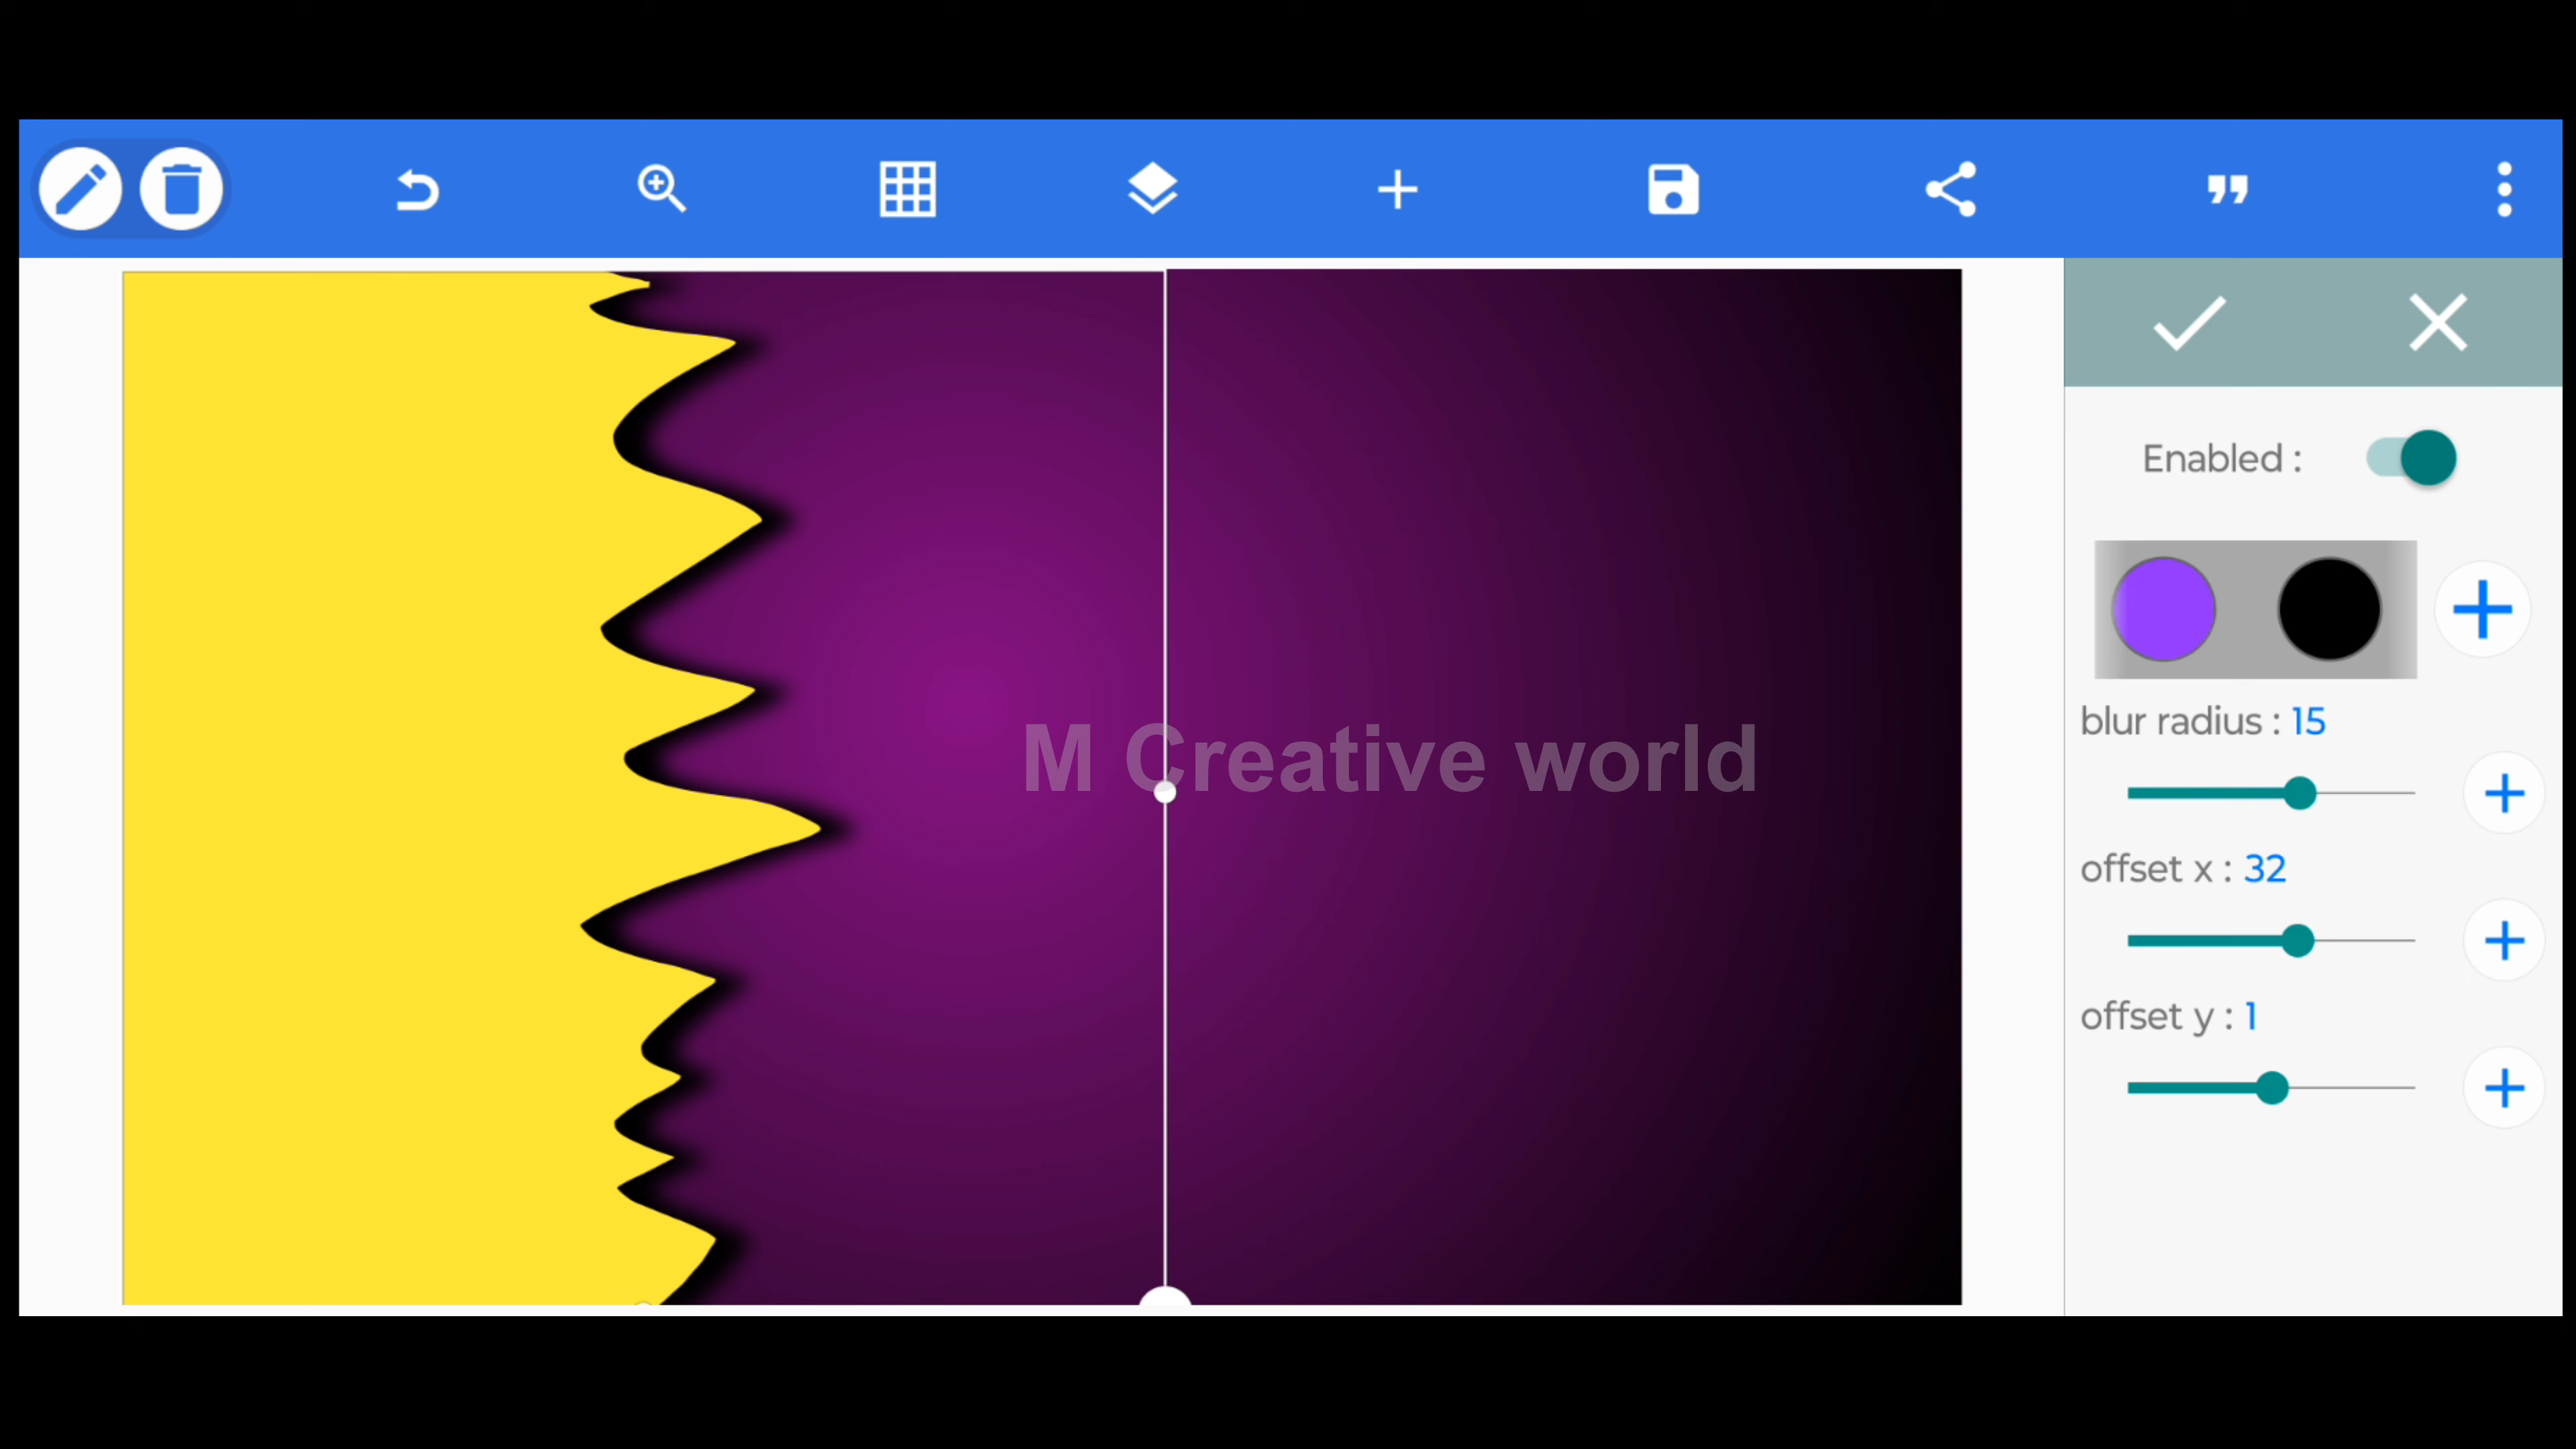 Enabled :
M Creative world
blur radius : 15
offset x : 32
offset y : 1